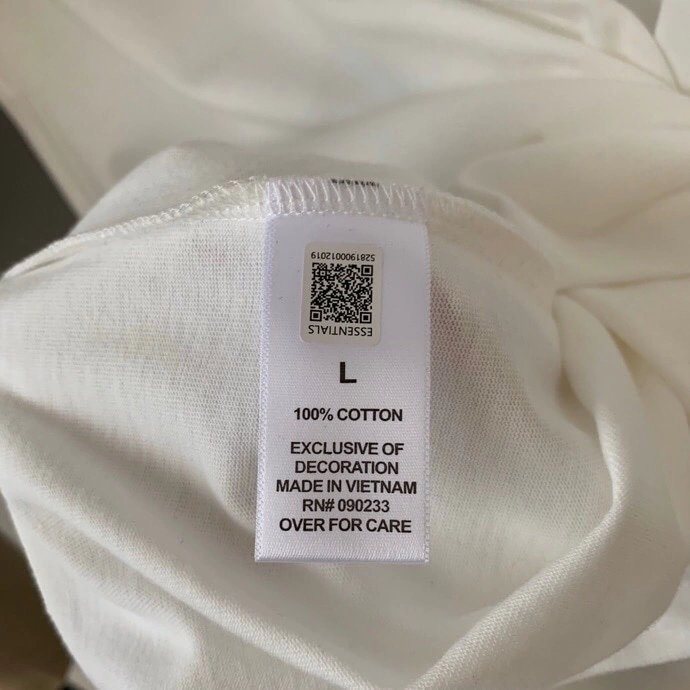 5281900012019
ESSENTIALS
L
100% COTTON
EXCLUSIVE OF
DECORATION
MADE IN VIETNAM
RN# 090233
OVER FOR CARE